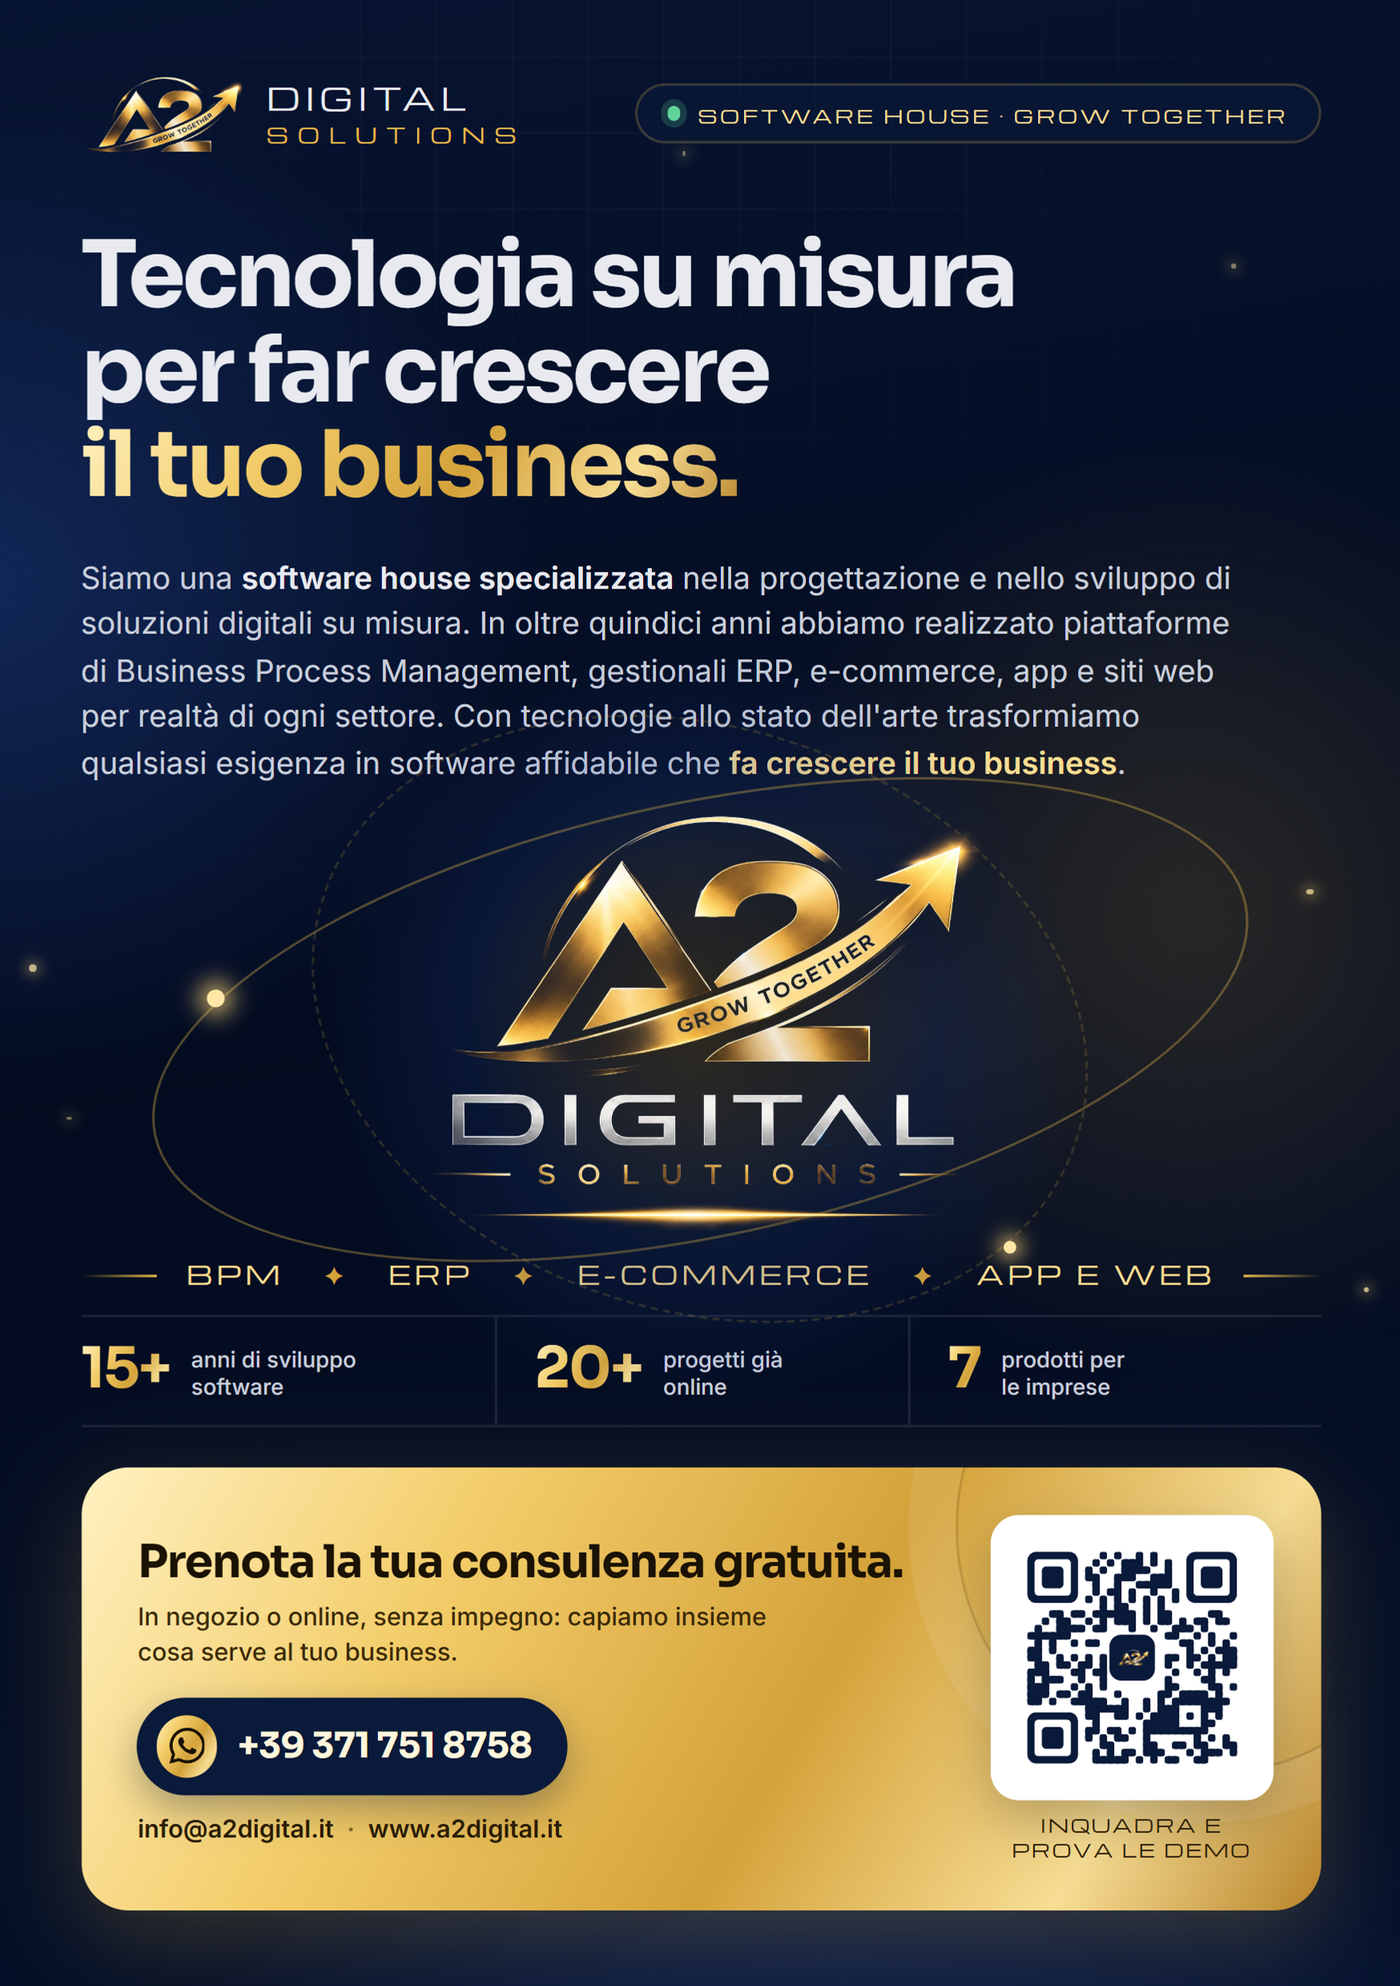 A2
GROW TOGETHER
DIGITAL
SOLUTIONS
SOFTWARE HOUSE · GROW TOGETHER
Tecnologia su misura
per far crescere
il tuo business.
Siamo una software house specializzata nella progettazione e nello sviluppo di
soluzioni digitali su misura. In oltre quindici anni abbiamo realizzato piattaforme
di Business Process Management, gestionali ERP, e-commerce, app e siti web
per realtà di ogni settore. Con tecnologie allo stato dell'arte trasformiamo
qualsiasi esigenza in software affidabile che fa crescere il tuo business.
A2
GROW TOGETHER
DIGITAL
SOLUTIONS
BPM ✦ ERP ✦ E-COMMERCE ✦ APP E WEB
15+ anni di sviluppo
software
20+ progetti già
online
7 prodotti per
le imprese
Prenota la tua consulenza gratuita.
In negozio o online, senza impegno: capiamo insieme
cosa serve al tuo business.
+39 371 751 8758
info@a2digital.it · www.a2digital.it
A2
INQUADRA E
PROVA LE DEMO